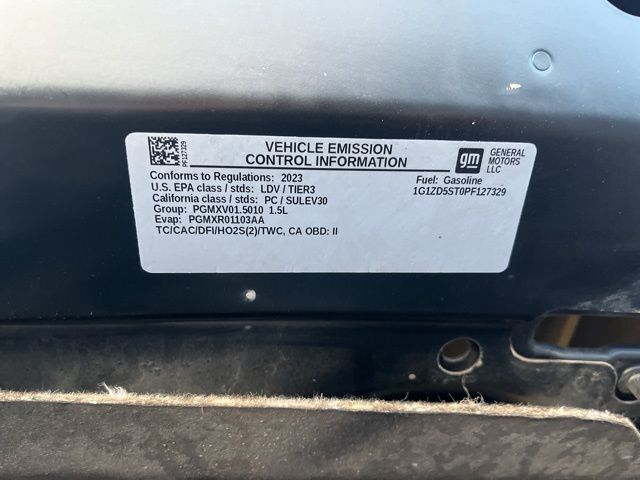 VEHICLE EMISSION
CONTROL INFORMATION
gm
GENERAL
MOTORS
LLC
PF127329
Conforms to Regulations: 2023
U.S. EPA class / stds: LDV / TIER3
California class / stds: PC / SULEV30
Group: PGMXV01.5010 1.5L
Evap: PGMXR01103AA
TC/CAC/DFI/HO2S(2)/TWC, CA OBD: II
Fuel: Gasoline
1G1ZD5ST0PF127329